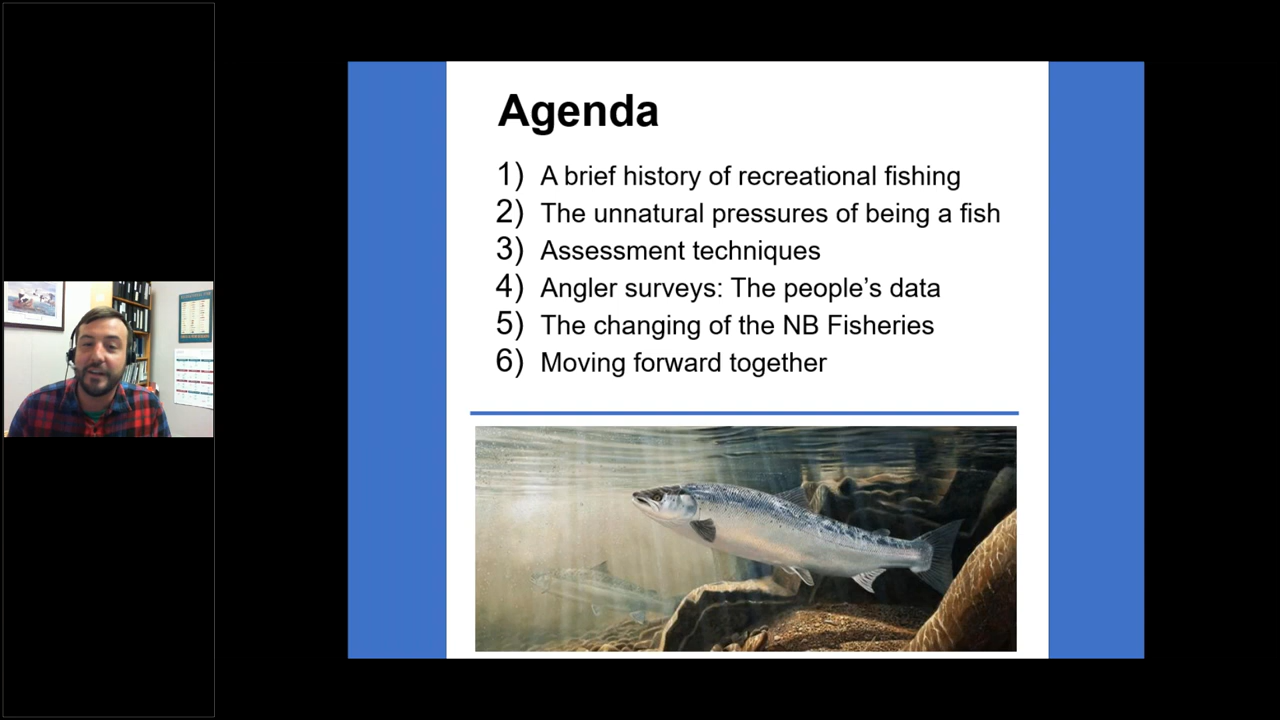 Agenda
1) A brief history of recreational fishing
2) The unnatural pressures of being a fish
3) Assessment techniques
4) Angler surveys: The people’s data
5) The changing of the NB Fisheries
6) Moving forward together